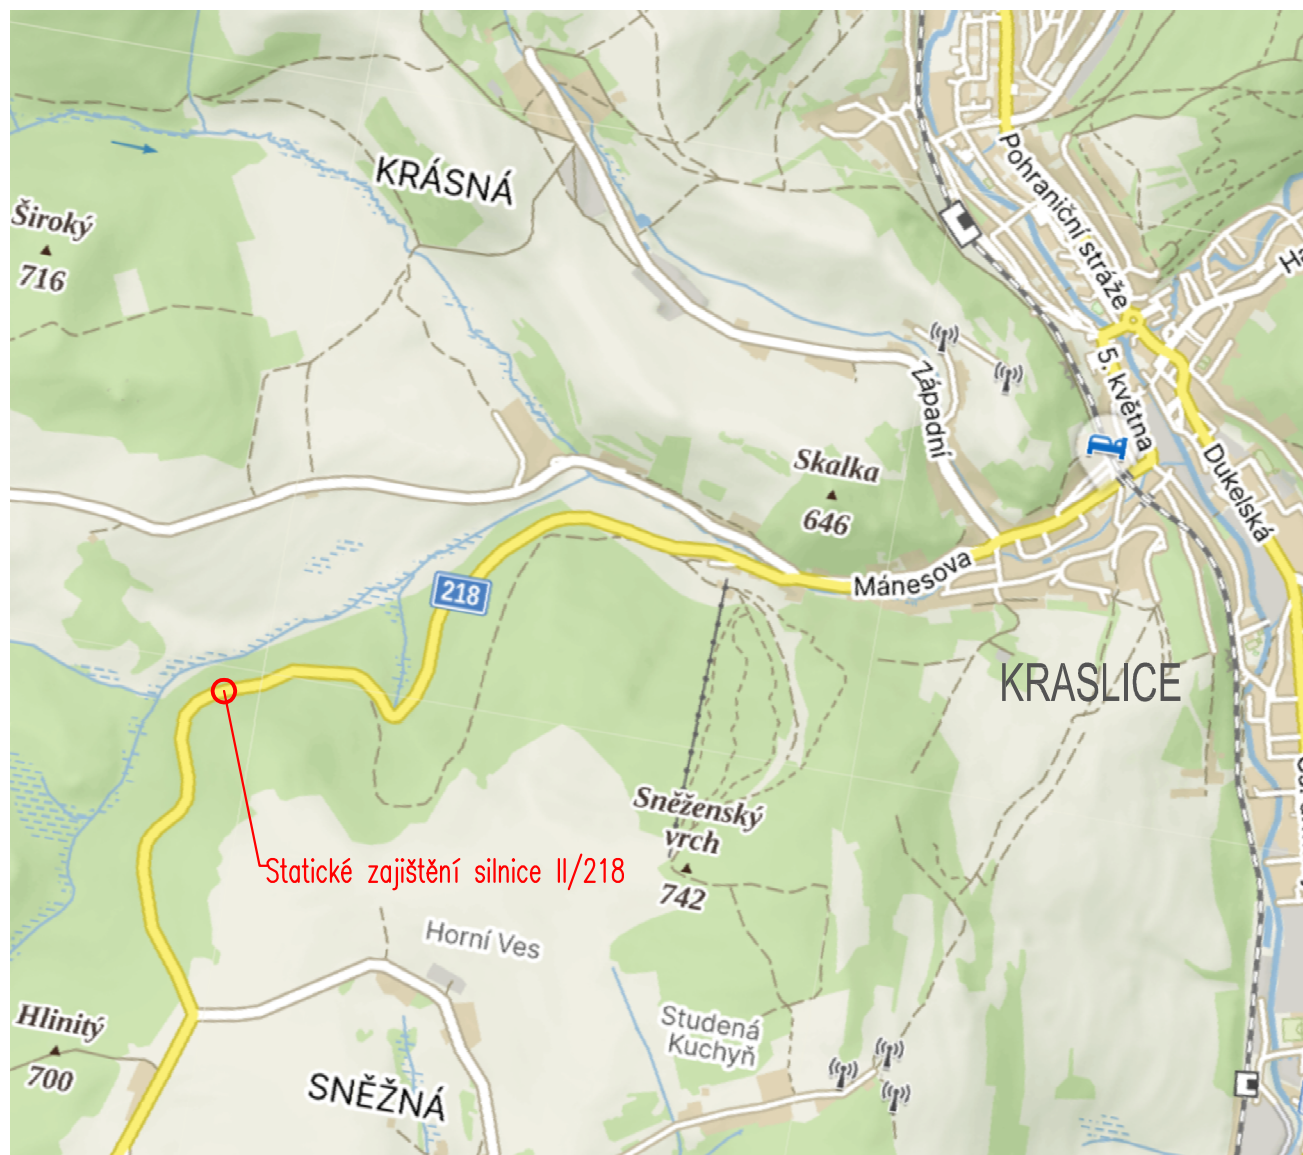 KRÁSNÁ
Pohraniční stráže
Široký
716
5. května
Západní
Skalka
646
Dukelská
Mánesova
218
KRASLICE
Sněženský
vrch
742
Statické zajištění silnice II/218
Horní Ves
Hlinitý
700
Studená
Kuchyň
SNĚŽNÁ